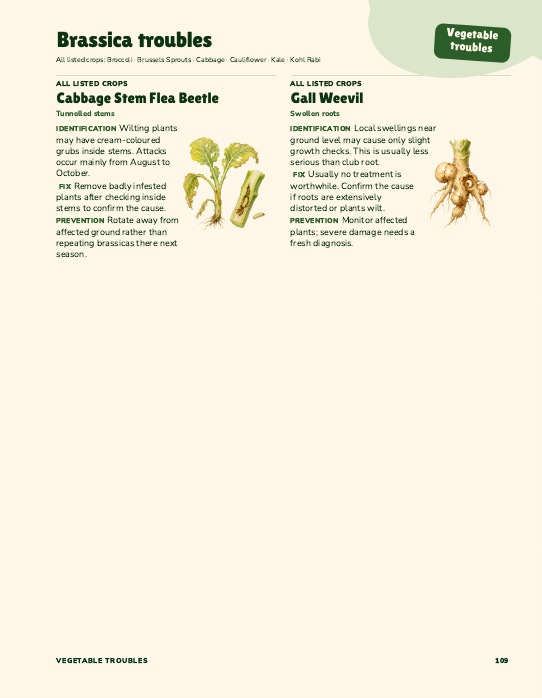 Brassica troubles
All listed crops: Broccoli · Brussels Sprouts · Cabbage · Cauliflower · Kale · Kohl Rabi
Vegetable
troubles
ALL LISTED CROPS
Cabbage Stem Flea Beetle
Tunnelled stems
IDENTIFICATION Wilting plants
may have cream-coloured
grubs inside stems. Attacks
occur mainly from August to
October.
FIX Remove badly infested
plants after checking inside
stems to confirm the cause.
PREVENTION Rotate away from
affected ground rather than
repeating brassicas there next
season.
ALL LISTED CROPS
Gall Weevil
Swollen roots
IDENTIFICATION Local swellings near
ground level may cause only slight
growth checks. This is usually less
serious than club root.
FIX Usually no treatment is
worthwhile. Confirm the cause
if roots are extensively
distorted or plants wilt.
PREVENTION Monitor affected
plants; severe damage needs a
fresh diagnosis.
VEGETABLE TROUBLES
109